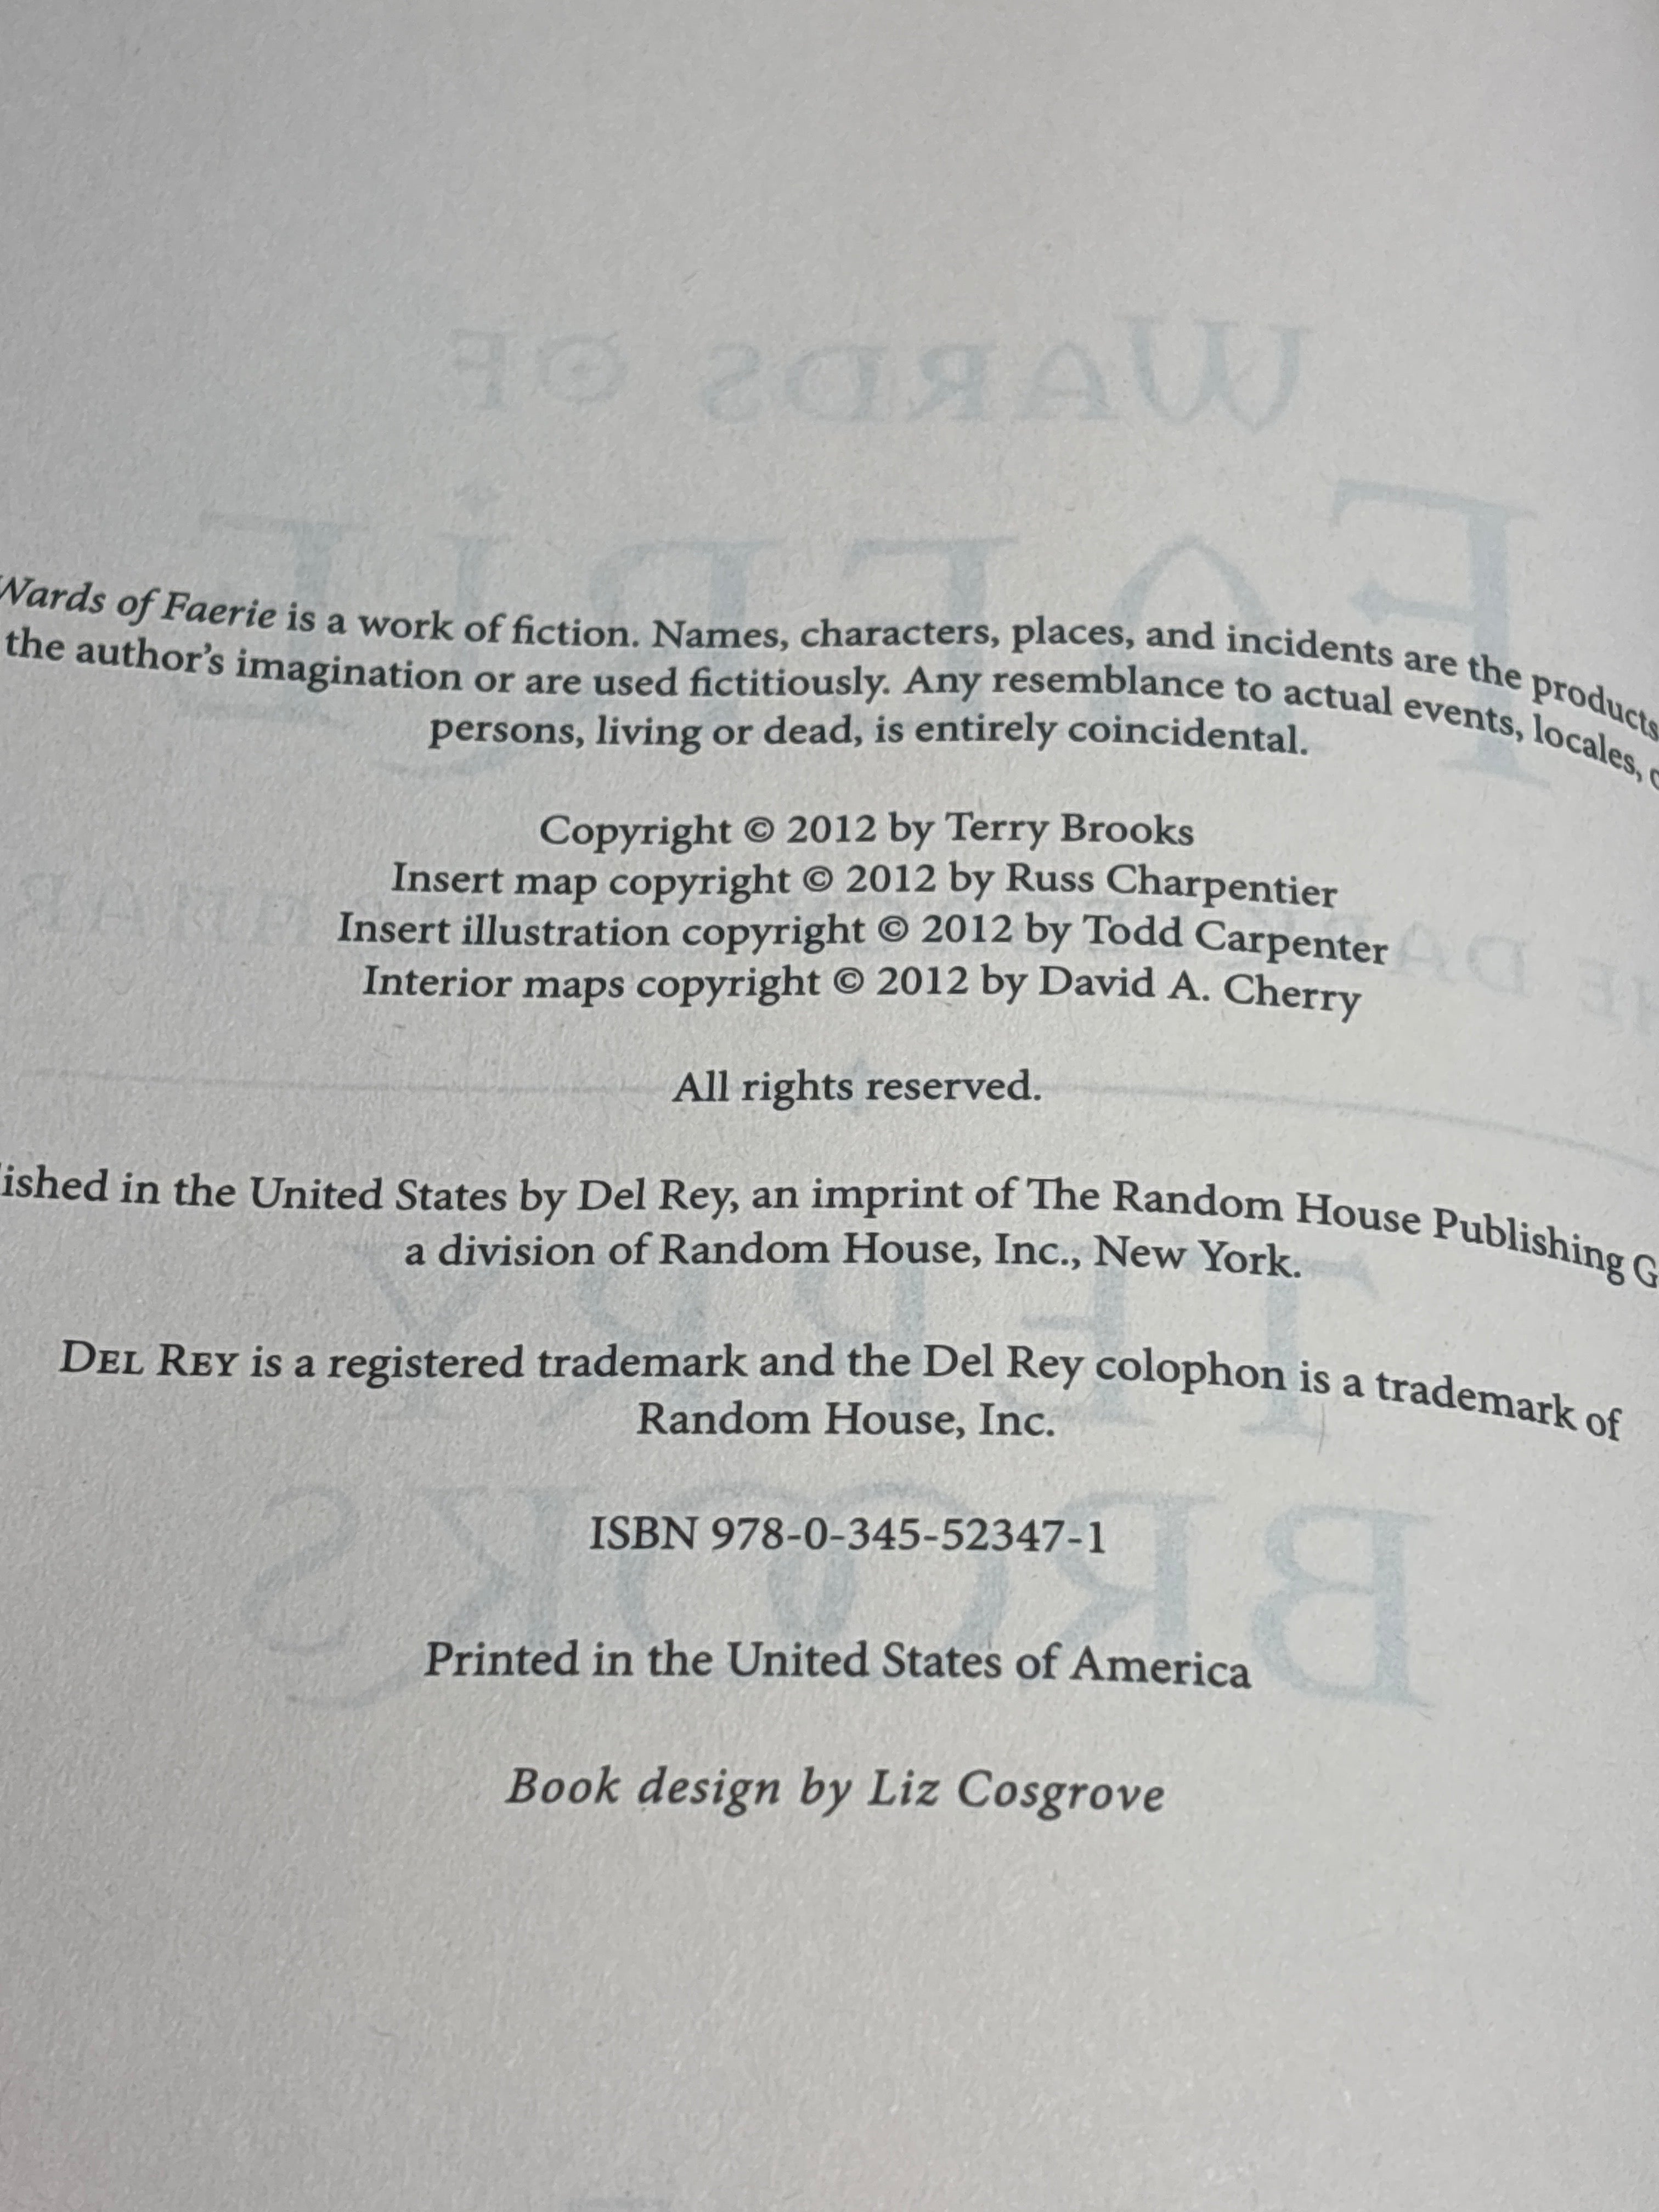 Wards of Faerie is a work of fiction. Names, characters, places, and incidents are the products
the author's imagination or are used fictitiously. Any resemblance to actual events, locales,
persons, living or dead, is entirely coincidental.
Copyright © 2012 by Terry Brooks
Insert map copyright © 2012 by Russ Charpentier
Insert illustration copyright © 2012 by Todd Carpenter
Interior maps copyright © 2012 by David A. Cherry
All rights reserved.
ished in the United States by Del Rey, an imprint of The Random House Publishing G
a division of Random House, Inc., New York.
DEL REY is a registered trademark and the Del Rey colophon is a trademark of
Random House, Inc.
ISBN 978-0-345-52347-1
Printed in the United States of America
Book design by Liz Cosgrove